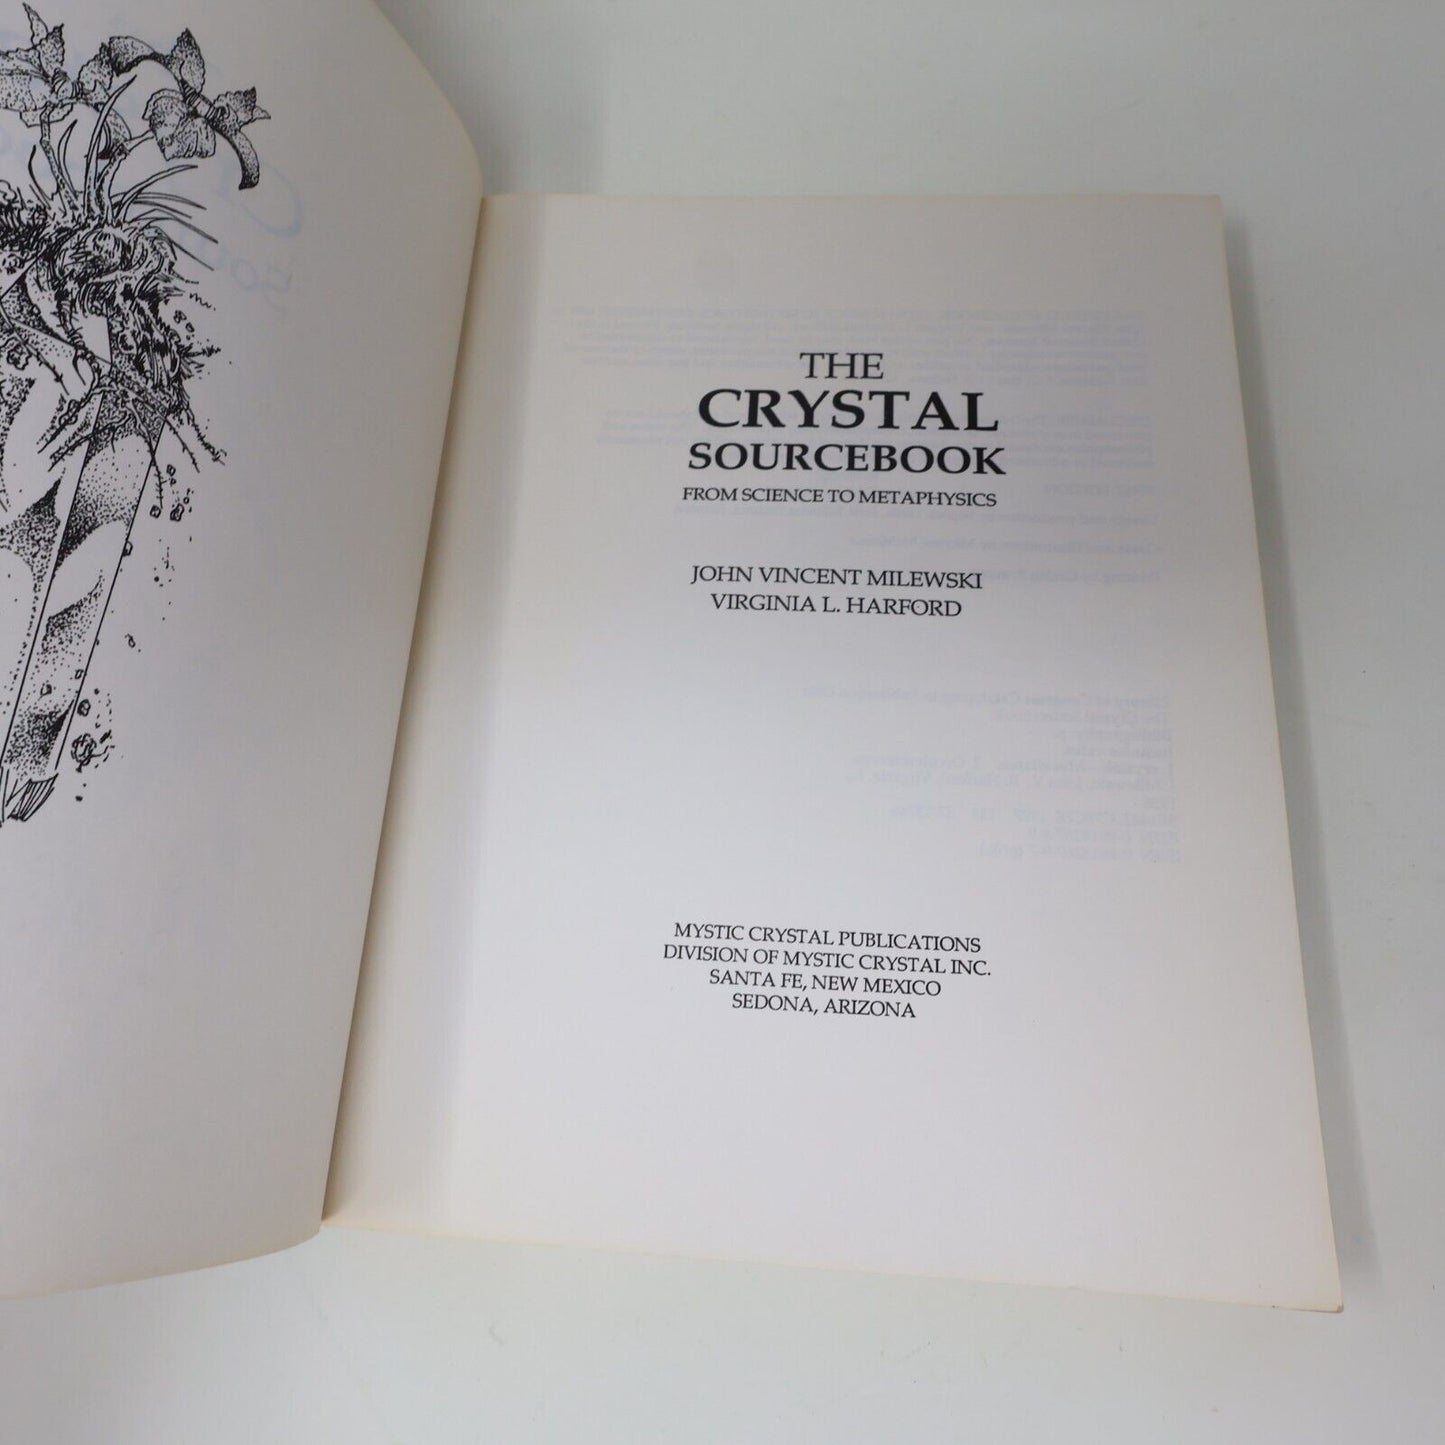 THE
CRYSTAL
SOURCEBOOK
FROM SCIENCE TO METAPHYSICS
JOHN VINCENT MILEWSKI
VIRGINIA L. HARFORD
MYSTIC CRYSTAL PUBLICATIONS
DIVISION OF MYSTIC CRYSTAL INC.
SANTA FE, NEW MEXICO
SEDONA, ARIZONA